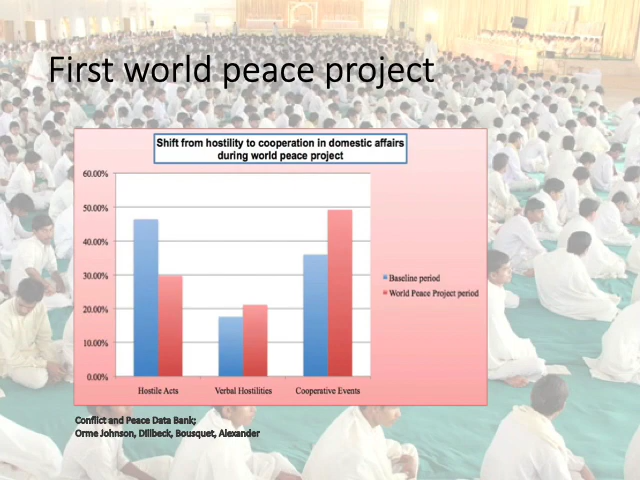 First world peace project
Shift from hostility to cooperation in domestic affairs
during world peace project
60.00%
50.00%
40.00%
30.00%
20.00%
10.00%
0.00%
Hostile Acts Verbal Hostilities Cooperative Events
Baseline period
World Peace Project period
Conflict and Peace Data Bank;
Orme Johnson, Dillbeck, Bousquet, Alexander